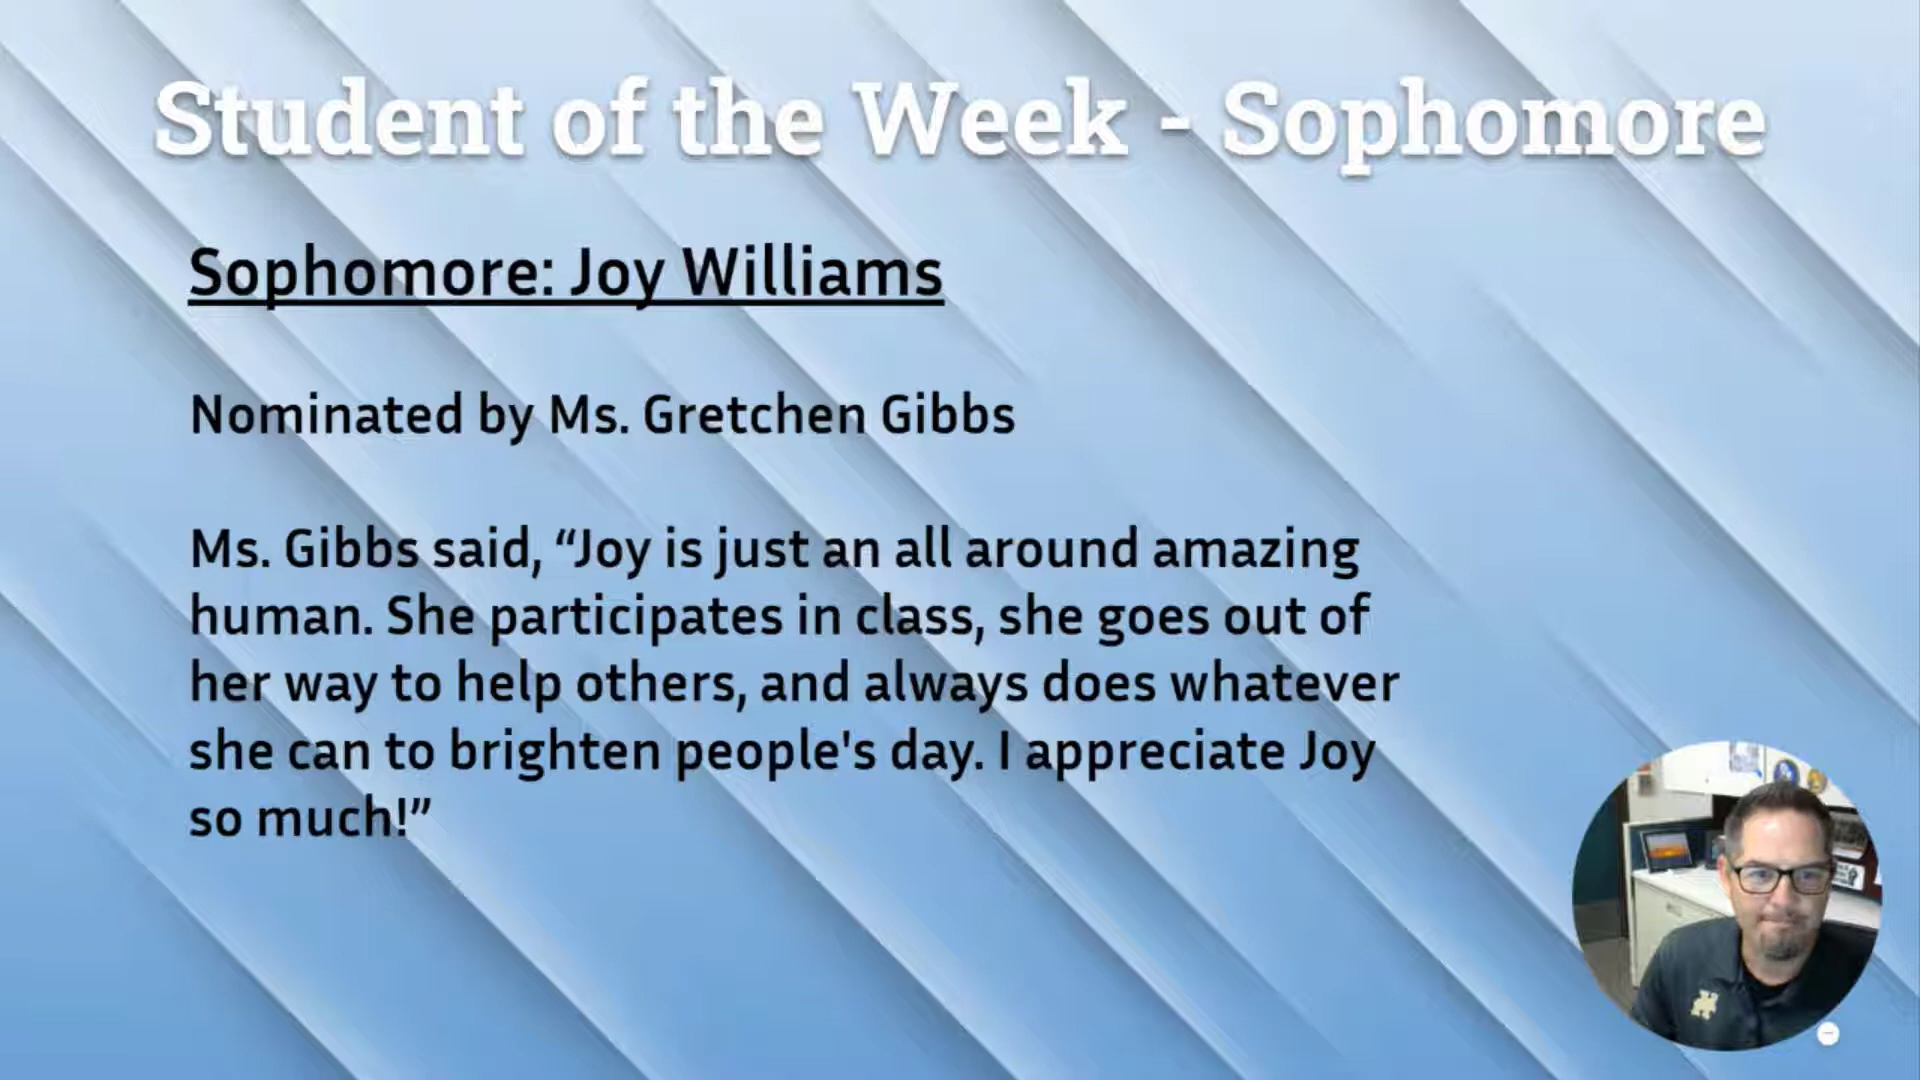 Student of the Week - Sophomore
Sophomore: Joy Williams
Nominated by Ms. Gretchen Gibbs
Ms. Gibbs said, “Joy is just an all around amazing
human. She participates in class, she goes out of
her way to help others, and always does whatever
she can to brighten people's day. I appreciate Joy
so much!”